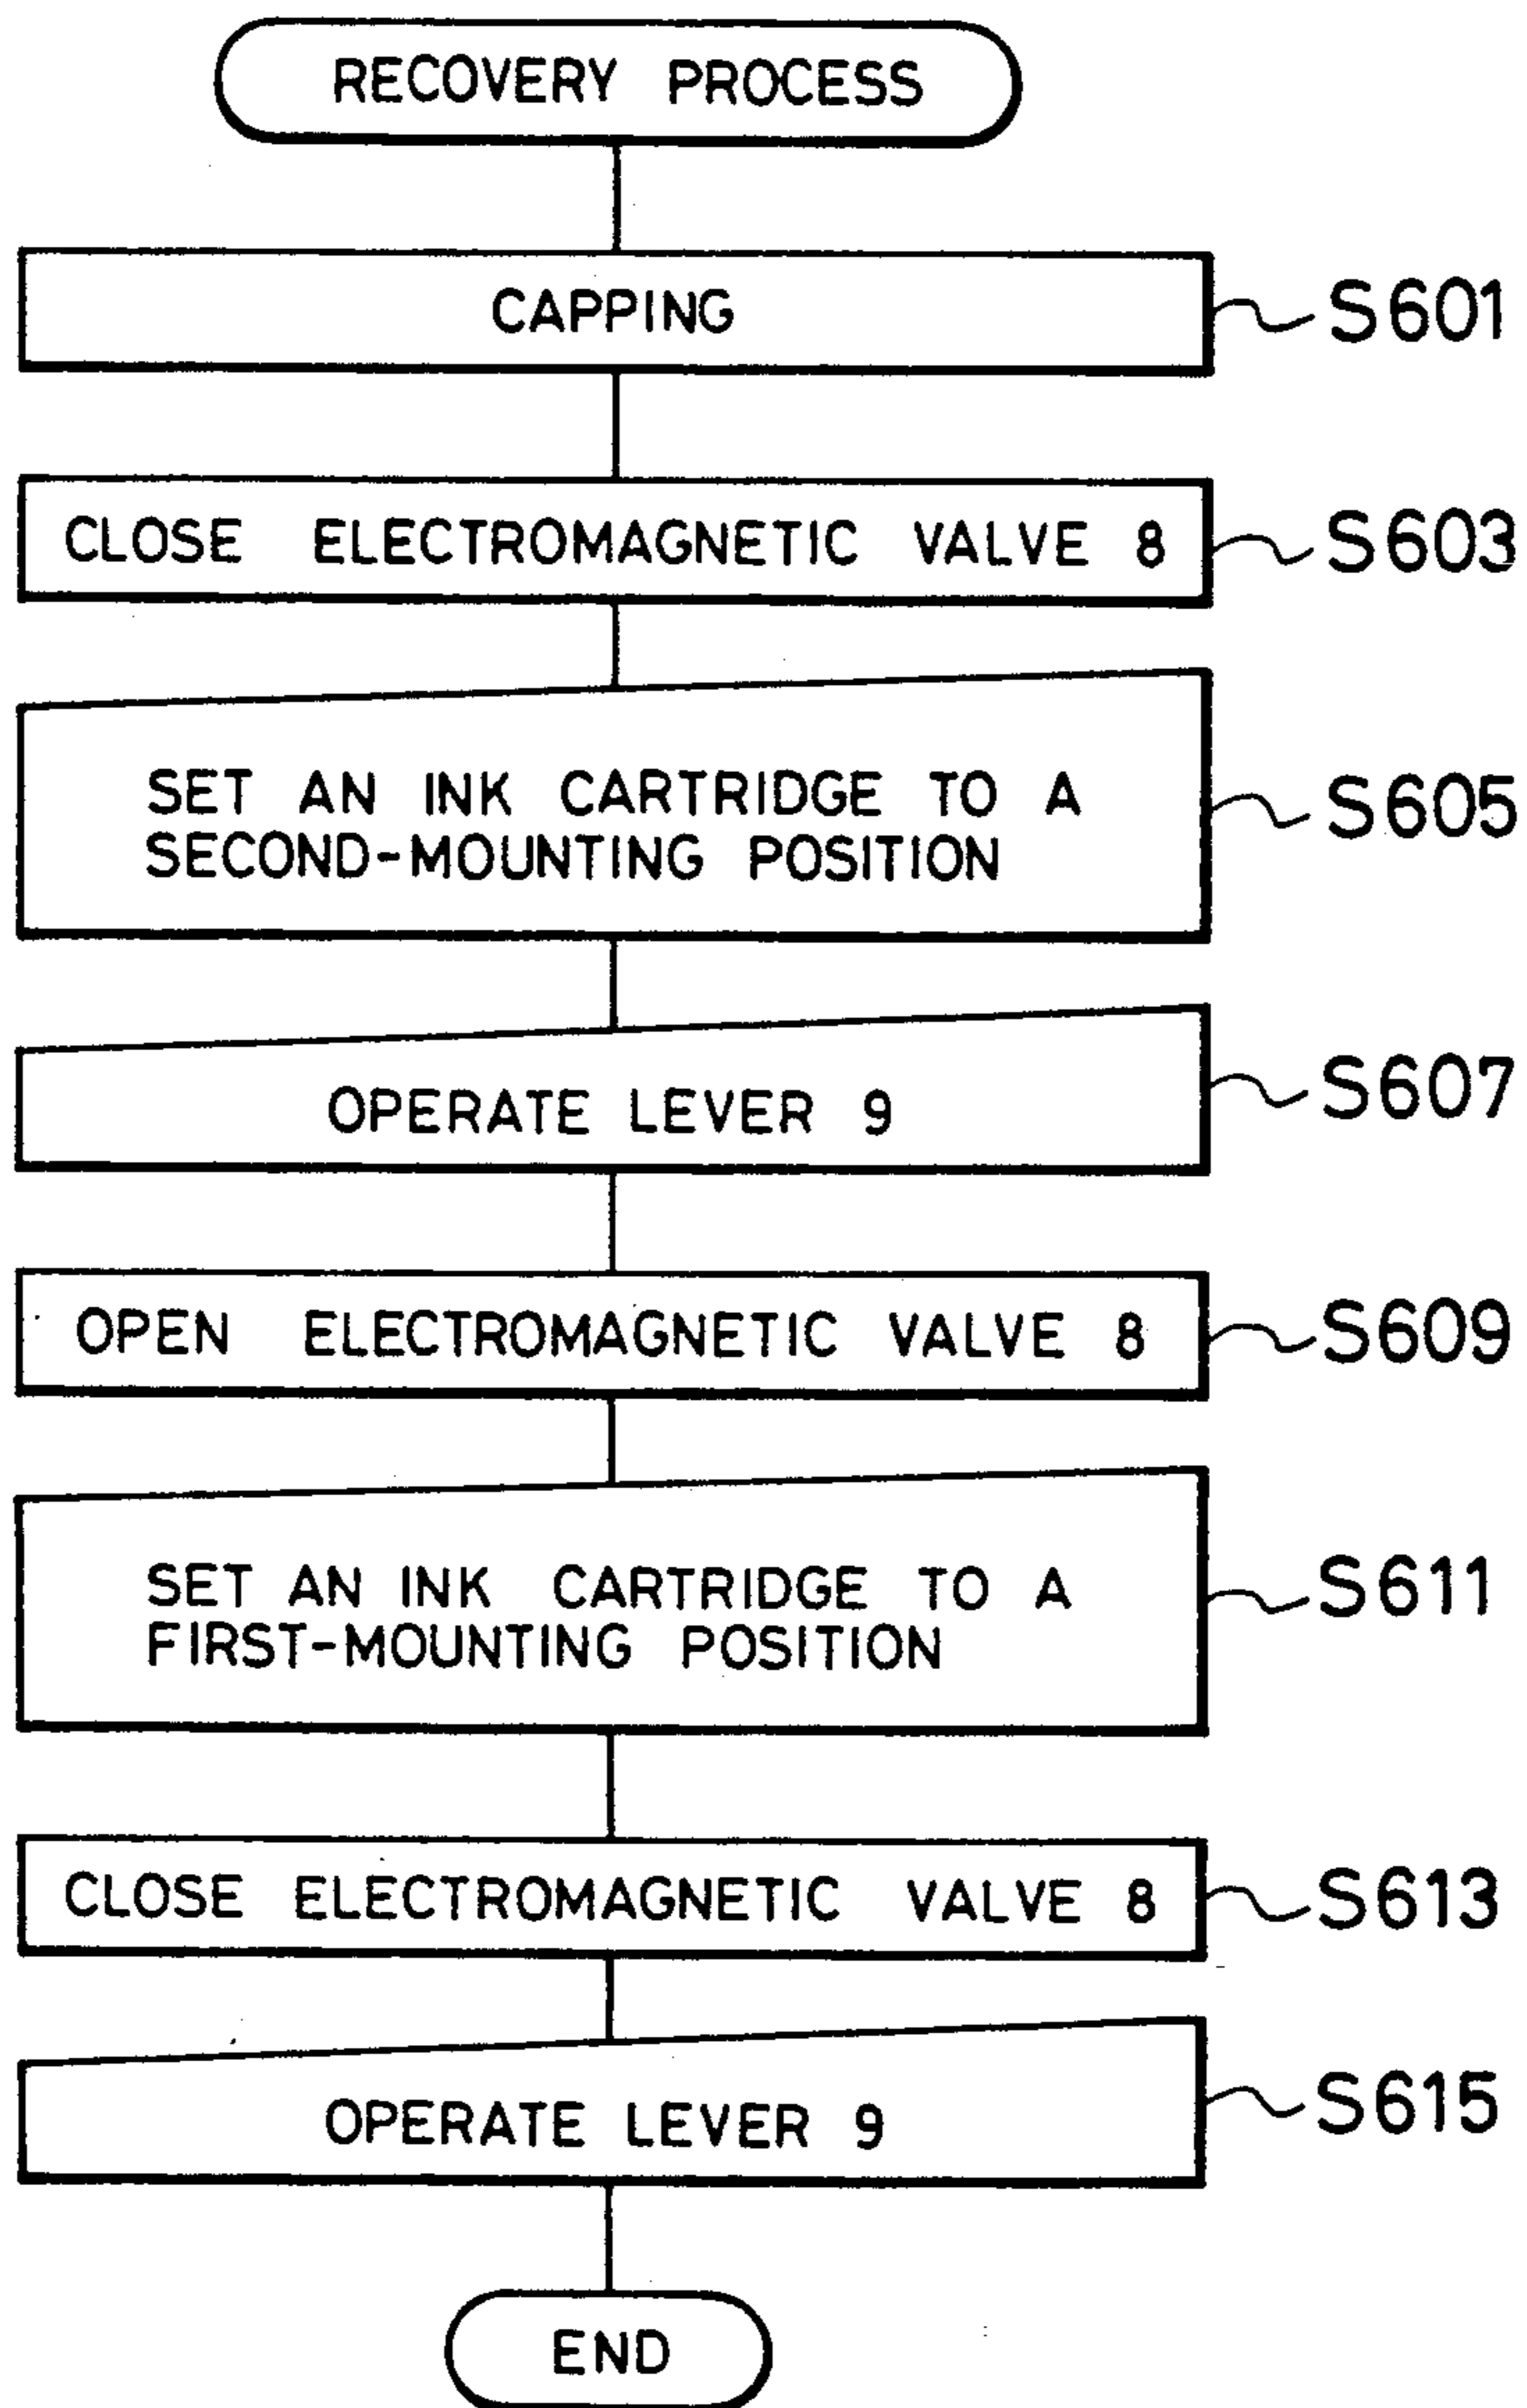 RECOVERY PROCESS
CAPPING
S601
CLOSE ELECTROMAGNETIC VALVE 8
S603
SET AN INK CARTRIDGE TO A
SECOND-MOUNTING POSITION
S605
OPERATE LEVER 9
S607
OPEN ELECTROMAGNETIC VALVE 8
S609
SET AN INK CARTRIDGE TO A
FIRST-MOUNTING POSITION
S611
CLOSE ELECTROMAGNETIC VALVE 8
S613
OPERATE LEVER 9
S615
END